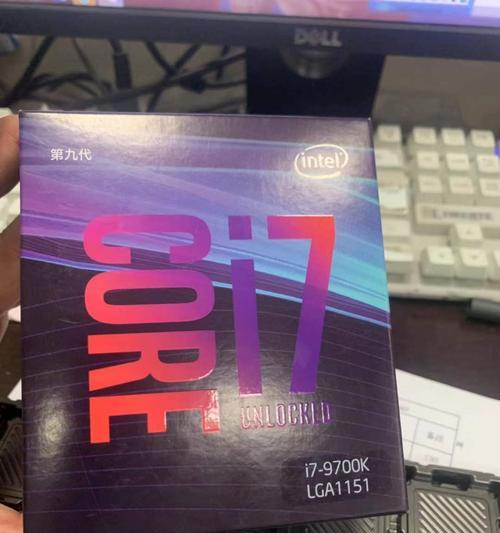 DELL
第九代
intel
CORE
i7
UNLOCKED
i7-9700K
LGA1151